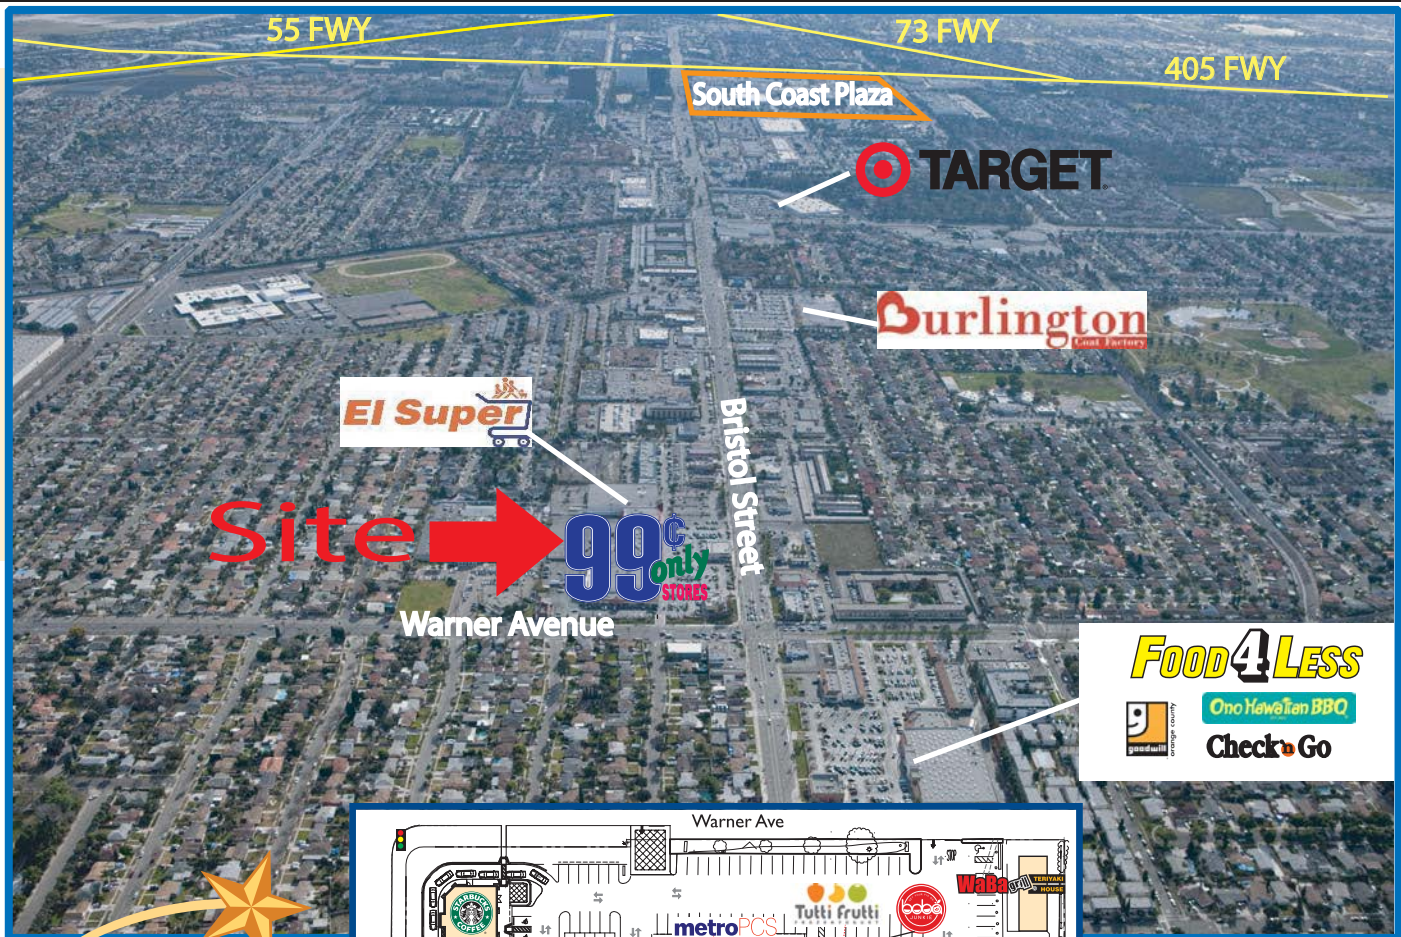 55 FWY
73 FWY
405 FWY
South Coast Plaza
TARGET
Burlington
Coat Factory
El Super
Bristol Street
Site
99¢
only
STORES
Warner Avenue
FOOD 4 LESS
goodwill
orange county
Ono Hawaiian BBQ
Check 'n Go
Warner Ave
WaBa grill
TERIYAKI
HOUSE
STARBUCKS
COFFEE
Tutti frutti
boba
JUNKIE
metroPCS